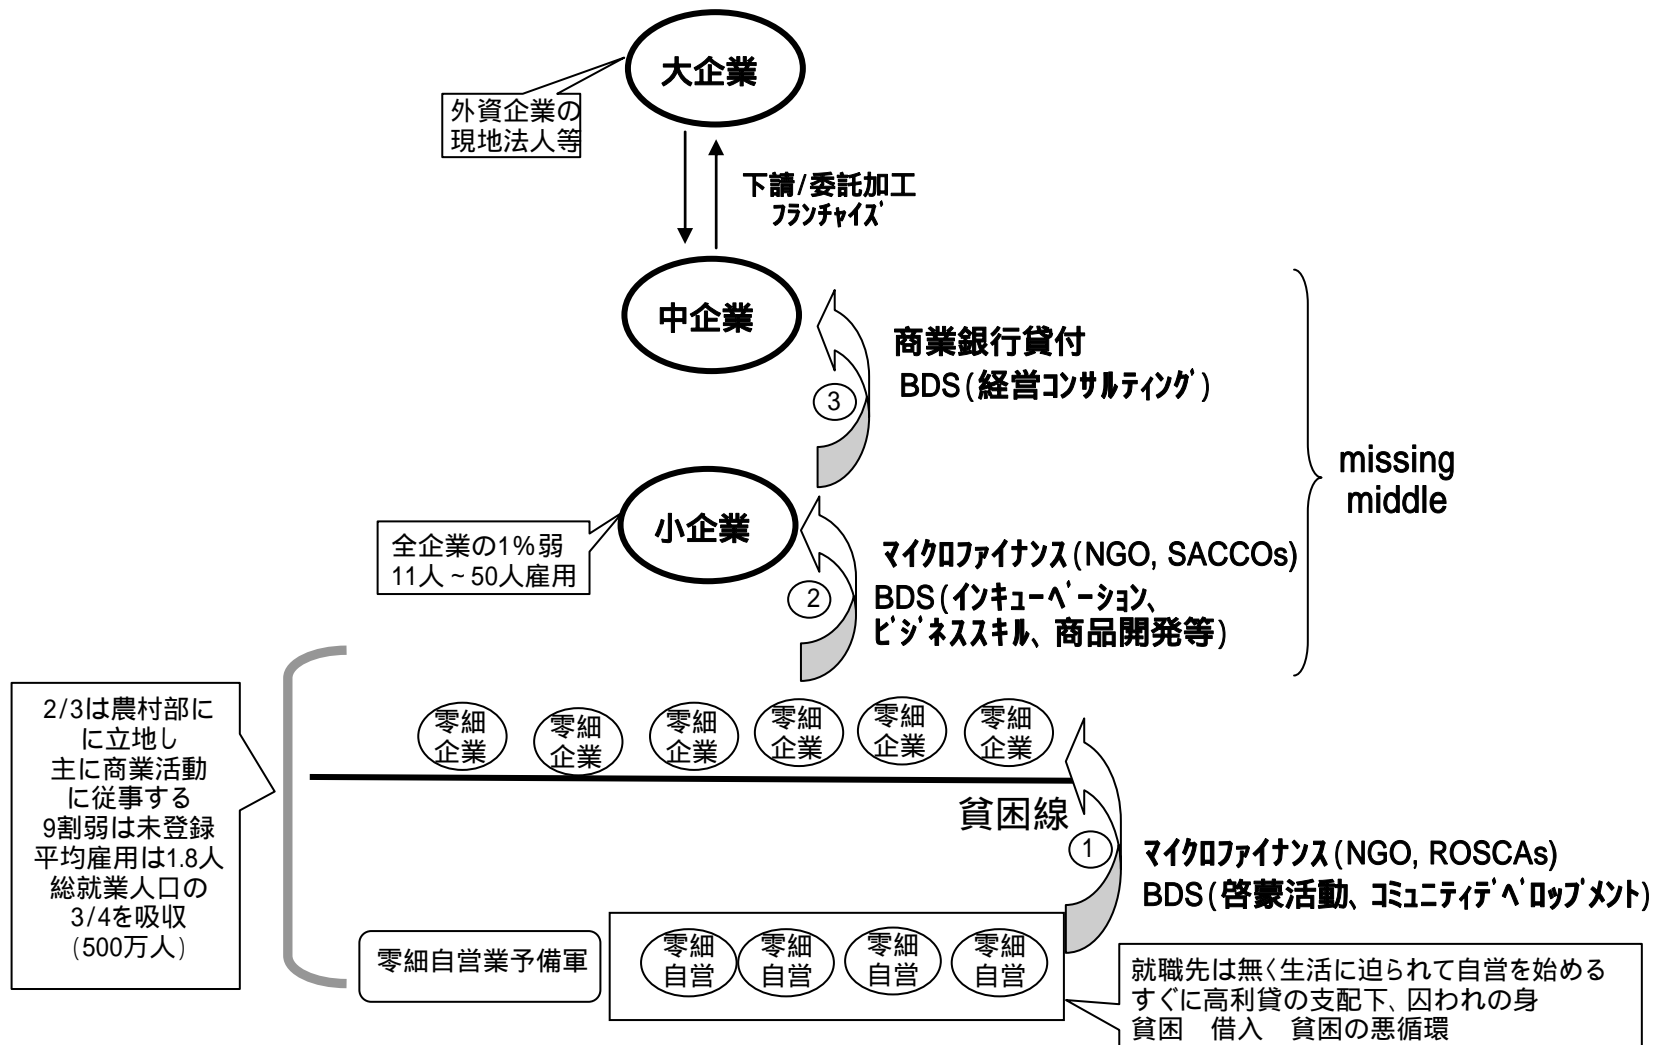 大企業
外資企業の
現地法人等
下請/委託加工
フランチャイズ
中企業
商業銀行貸付
BDS(経営コンサルティング)
3
missing
middle
小企業
全企業の1%弱
11人~50人雇用
マイクロファイナンス(NGO, SACCOs)
BDS(インキューベーション、
ビジネススキル、商品開発等)
2
2/3は農村部に
に立地し
主に商業活動
に従事する
9割弱は未登録
平均雇用は1.8人
総就業人口の
3/4を吸収
(500万人)
零細
企業
零細
企業
零細
企業
零細
企業
零細
企業
零細
企業
貧困線
1
マイクロファイナンス(NGO, ROSCAs)
BDS(啓蒙活動、コミュニティデベロップメント)
零細自営業予備軍
零細
自営
零細
自営
零細
自営
零細
自営
就職先は無く生活に迫られて自営を始める
すぐに高利貸の支配下、囚われの身
貧困 借入 貧困の悪循環